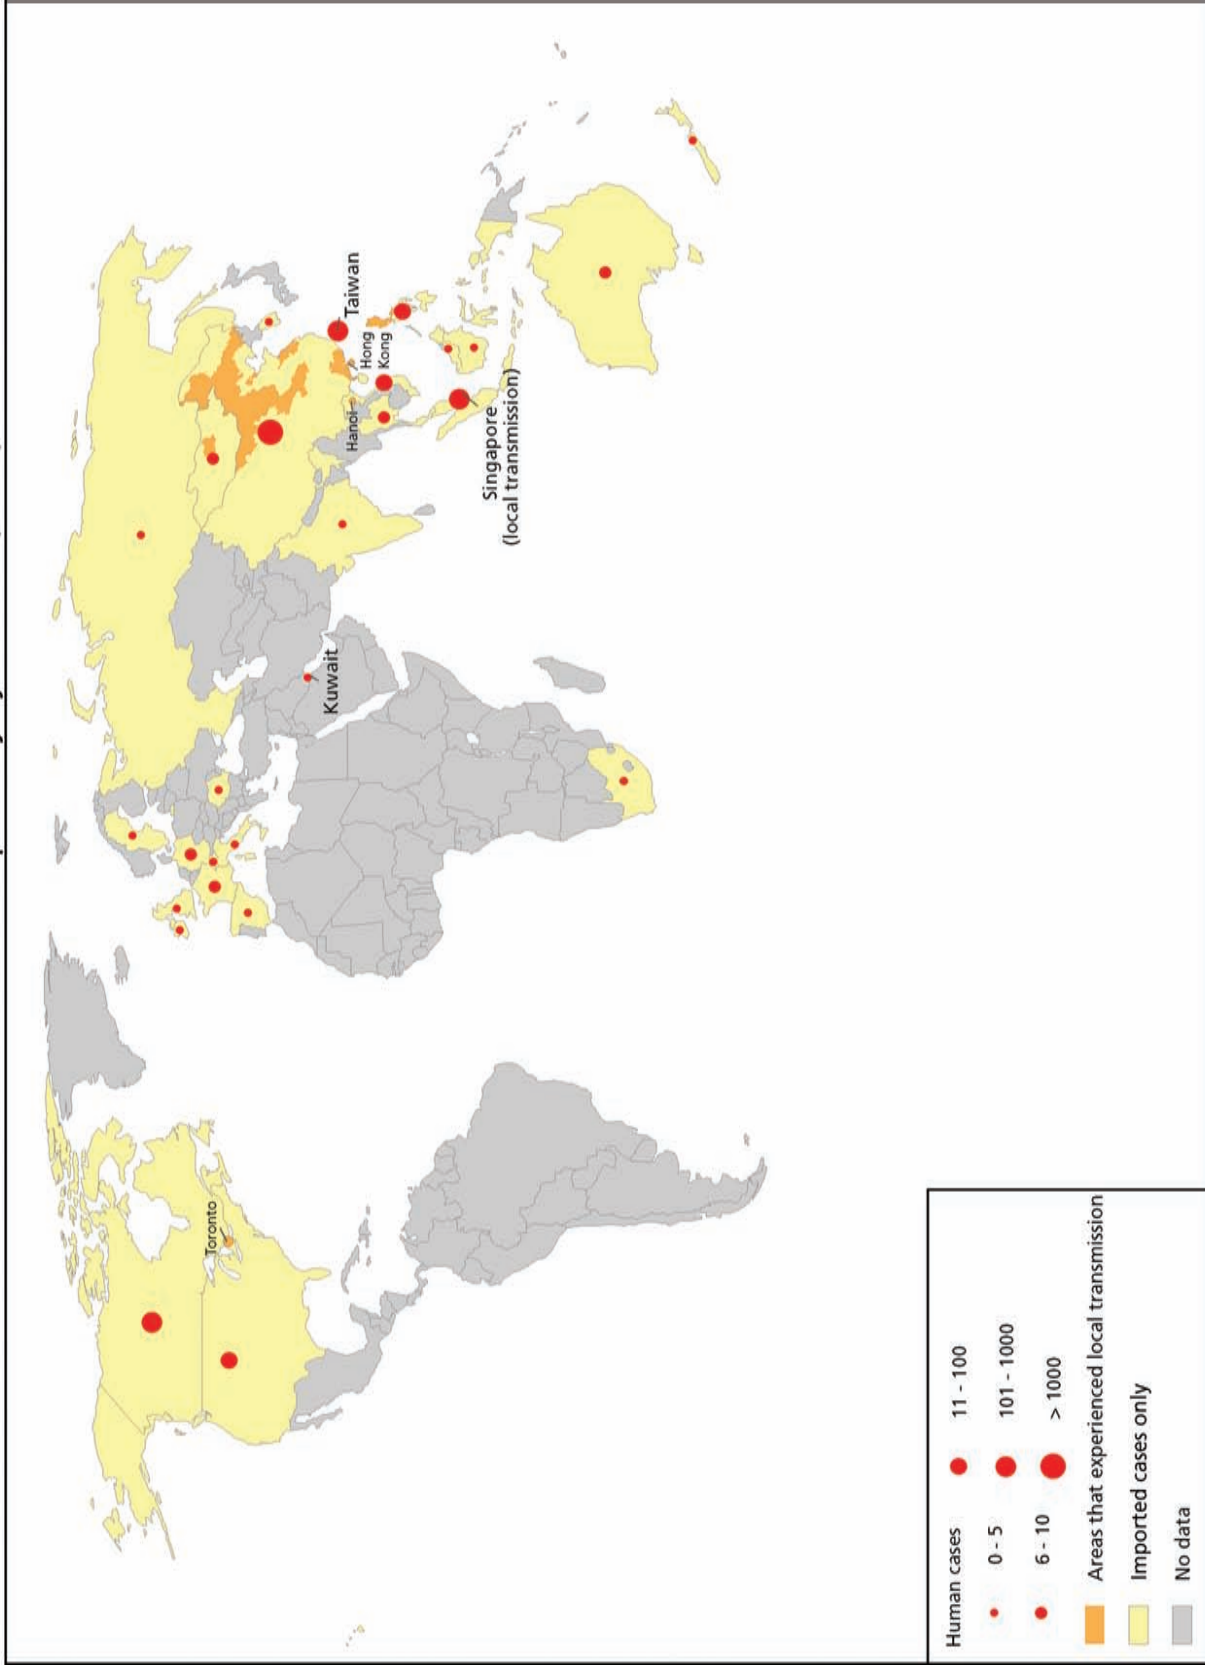 Toronto
Kuwait
Hanoi
Hong
Kong
Taiwan
Singapore
(local transmission)
Human cases
0 - 5
6 - 10
11 - 100
101 - 1000
> 1000
Areas that experienced local transmission
Imported cases only
No data